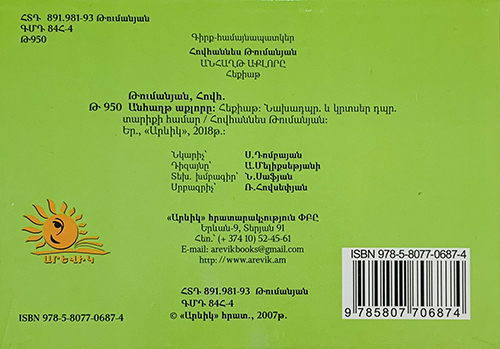 ՀՏԴ 891.981-93 Թումանյան
ԳՄԴ 84Հ-4
Թ-950
Գիրք-համայնապատկեր
Հովհաննես Թումանյան
ԱՆՀԱՂԹ ԱՔԼՈՐԸ
Հեքիաթ
Թումանյան, Հովհ.
Թ 950 Անհաղթ աքլորը: Հեքիաթ: Նախադպր. և կրտսեր դպր.
տարիքի համար / Հովհաննես Թումանյան:
Եր., «Արևիկ», 2018թ.:
Նկարիչ՝ Ս.Դոմբայան
Դիզայնը՝ Ա.Մելիքսեթյանի
Տեխ. խմբագիր՝ Ն.Սաֆյան
Սրբագրիչ՝ Ռ.Հովսեփյան
«Արևիկ» հրատարակչություն ՓԲԸ
Երևան-9, Տերյան 91
Հեռ.՝ (+ 374 10) 52-45-61
E-mail: arevikbooks@gmail.com
http: //www.arevik.am
ԱՐԵՎԻԿ
ՀՏԴ 891.981-93 Թումանյան
ԳՄԴ 84Հ-4
ISBN 978-5-8077-0687-4
© «Արևիկ» հրատ., 2007թ.
ISBN 978-5-8077-0687-4
9 785807 706874